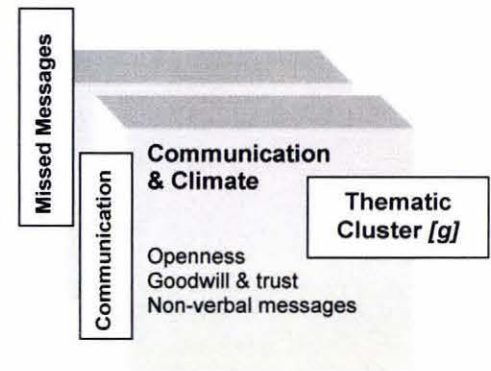 Missed Messages
Communication
Communication
& Climate
Openness
Goodwill & trust
Non-verbal messages
Thematic
Cluster [g]